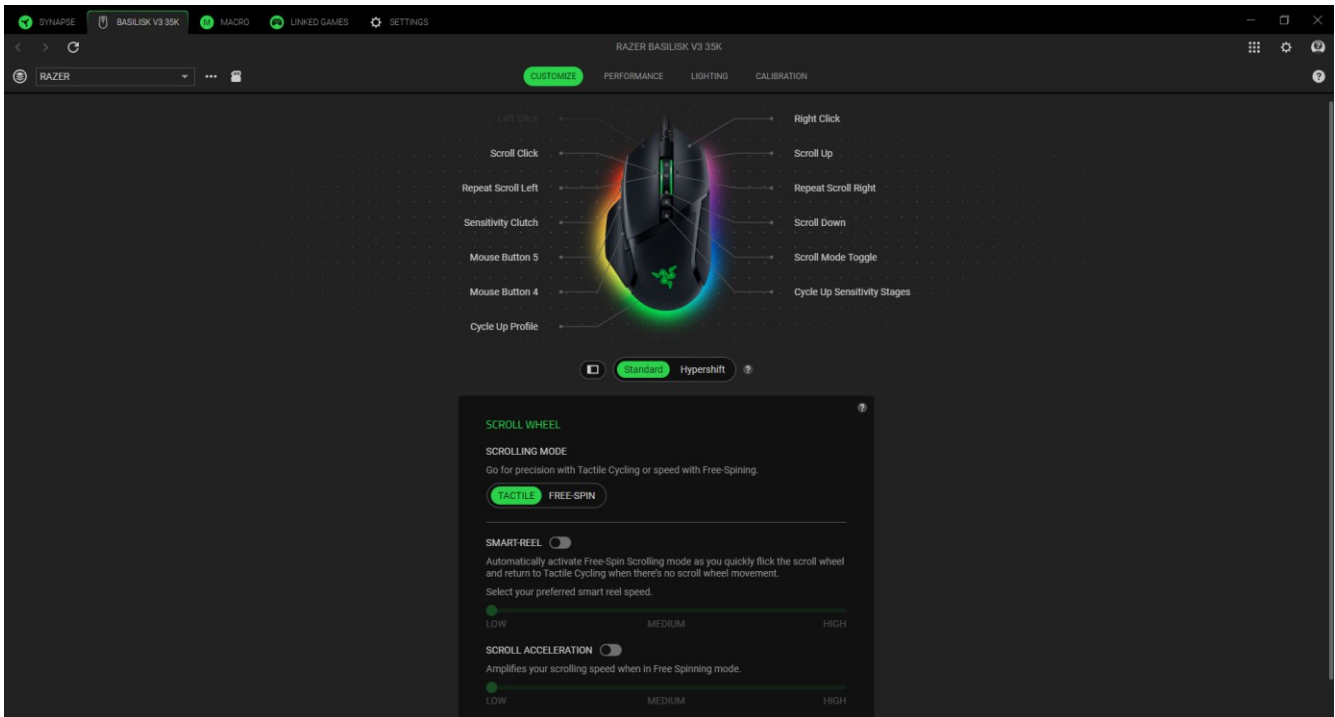 SYNAPSE BASILISK V3 35K MACRO LINKED GAMES SETTINGS
RAZER BASILISK V3 35K
RAZER CUSTOMIZE PERFORMANCE LIGHTING CALIBRATION
Left Click Right Click
Scroll Click Scroll Up
Repeat Scroll Left Repeat Scroll Right
Sensitivity Clutch Scroll Down
Mouse Button 5 Scroll Mode Toggle
Mouse Button 4 Cycle Up Sensitivity Stages
Cycle Up Profile
Standard Hypershift ?
?
SCROLL WHEEL
SCROLLING MODE
Go for precision with Tactile Cycling or speed with Free-Spining.
TACTILE FREE-SPIN
SMART-REEL
Automatically activate Free-Spin Scrolling mode as you quickly flick the scroll wheel
and return to Tactile Cycling when there's no scroll wheel movement.
Select your preferred smart reel speed.
LOW MEDIUM HIGH
SCROLL ACCELERATION
Amplifies your scrolling speed when in Free Spinning mode.
LOW MEDIUM HIGH